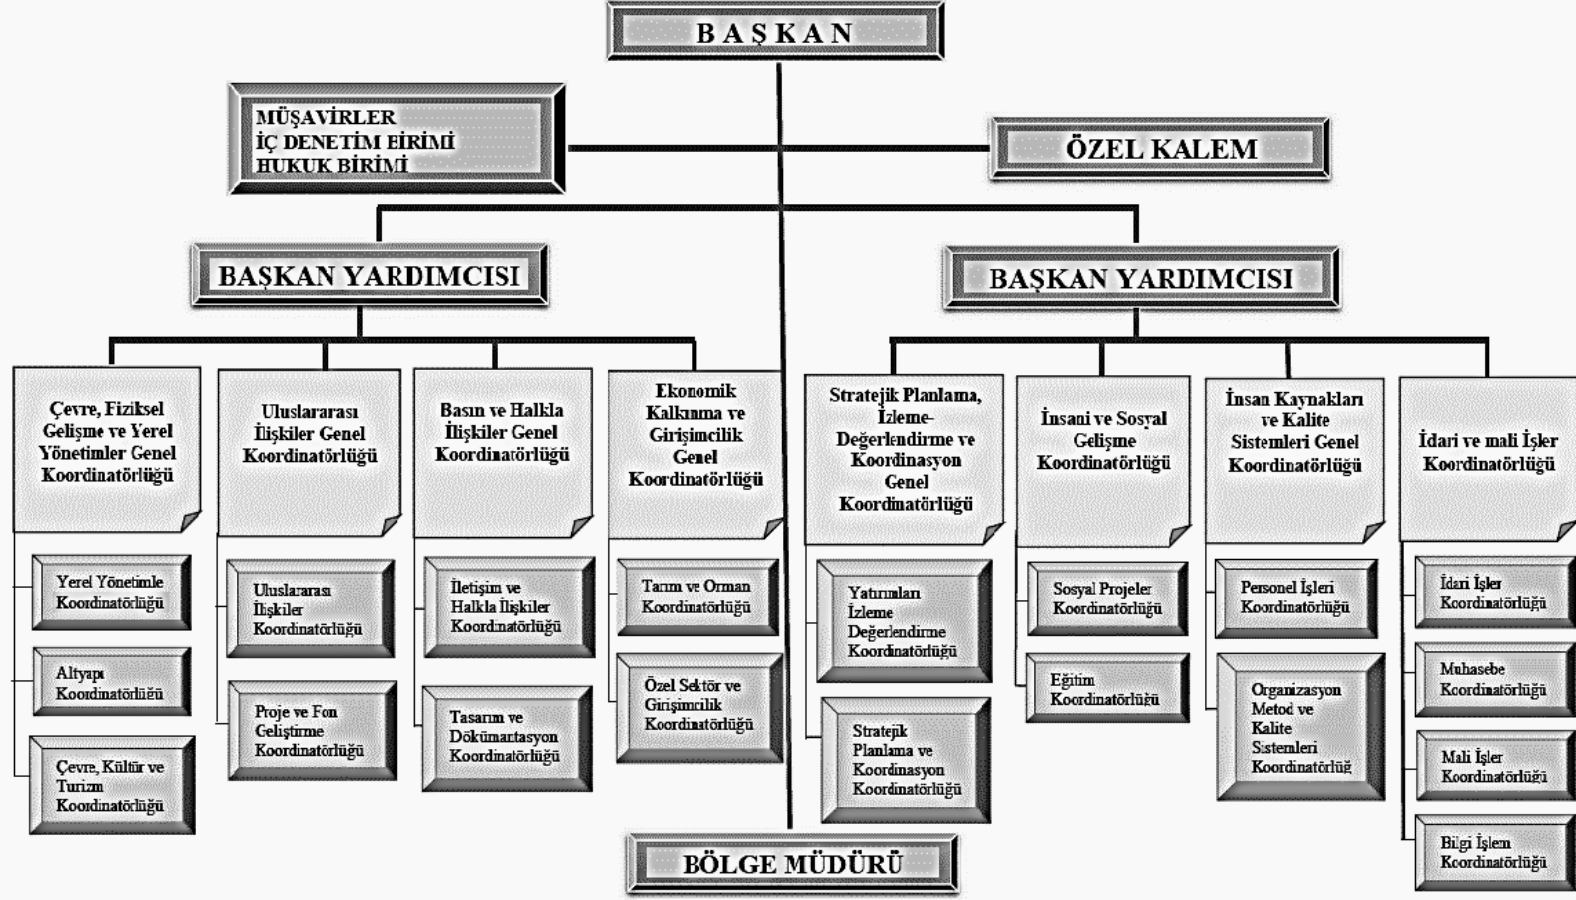 BAŞKAN
MÜŞAVİRLER
İÇ DENETİM BİRİMİ
HUKUK BİRİMİ
ÖZEL KALEM
BAŞKAN YARDIMCISI
BAŞKAN YARDIMCISI
Çevre, Fiziksel
Gelişme ve Yerel
Yönetimler Genel
Koordinatörlüğü
Uluslararası
İlişkiler Genel
Koordinatörlüğü
Basın ve Halkla
İlişkiler Genel
Koordinatörlüğü
Ekonomik
Kalkınma ve
Girişimcilik
Genel
Koordinatörlüğü
Stratejik Planlama,
İzleme-
Değerlendirme ve
Koordinasyon
Genel
Koordinatörlüğü
İnsani ve Sosyal
Gelişme
Koordinatörlüğü
İnsan Kaynakları
ve Kalite
Sistemleri Genel
Koordinatörlüğü
İdari ve mali İşler
Koordinatörlüğü
Yerel Yönetimle
Koordinatörlüğü
Altyapı
Koordinatörlüğü
Çevre, Kültür ve
Turizm
Koordinatörlüğü
Uluslararası
İlişkiler
Koordinatörlüğü
Proje ve Fon
Geliştirme
Koordinatörlüğü
İletişim ve
Halkla İlişkiler
Koordinatörlüğü
Tasarım ve
Dökümantasyon
Koordinatörlüğü
Tarım ve Orman
Koordinatörlüğü
Özel Sektör ve
Girişimcilik
Koordinatörlüğü
Yatırımları
İzleme
Değerlendirme
Koordinatörlüğü
Stratejik
Planlama ve
Koordinasyon
Koordinatörlüğü
Sosyal Projeler
Koordinatörlüğü
Eğitim
Koordinatörlüğü
Personel İşleri
Koordinatörlüğü
Organizasyon
Metod ve
Kalite
Sistemleri
Koordinatörlüğ
İdari İşler
Koordinatörlüğü
Muhasebe
Koordinatörlüğü
Mali İşler
Koordinatörlüğü
Bilgi İşlem
Koordinatörlüğü
BÖLGE MÜDÜRÜ